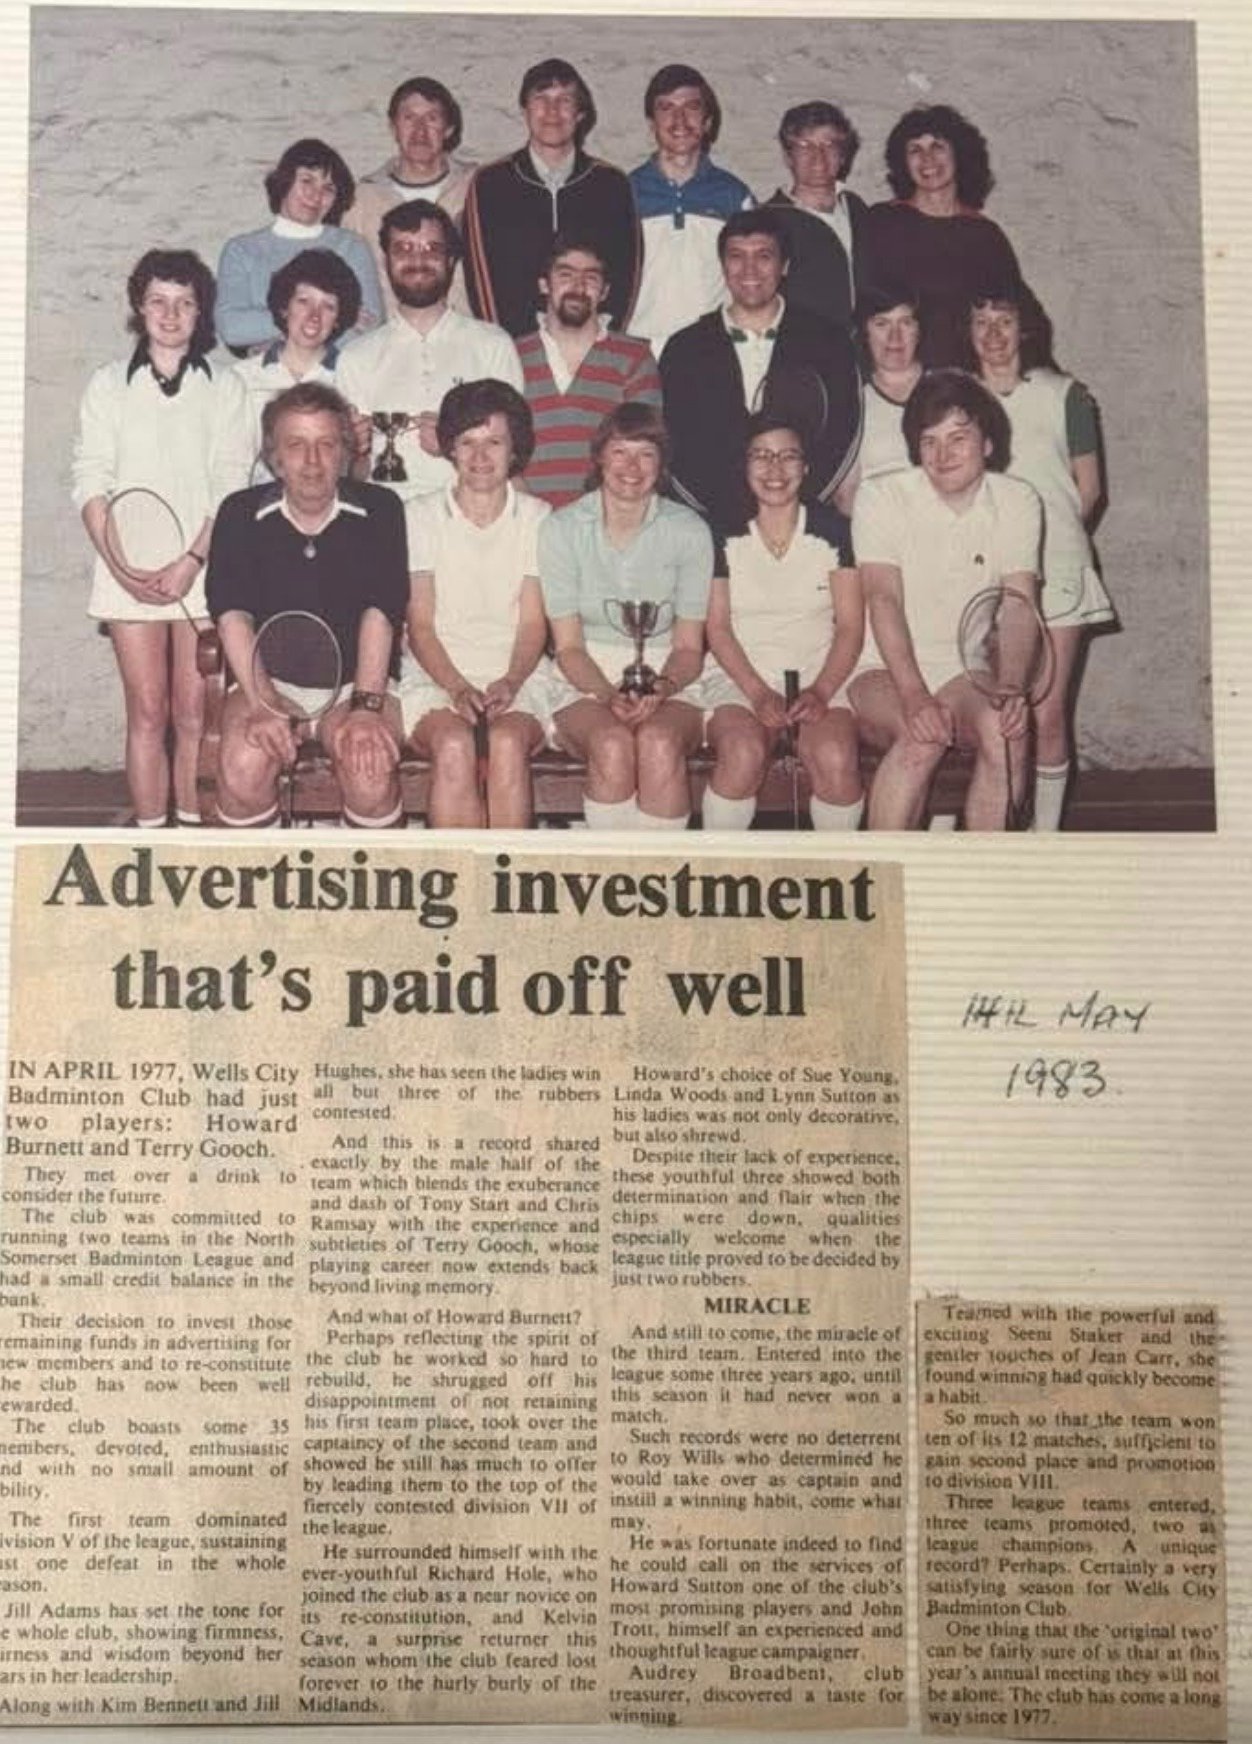 Advertising investment
that's paid off well
IN APRIL 1977, Wells City
Badminton Club had just
two players: Howard
Burnett and Terry Gooch.
They met over a drink to
consider the future.
The club was committed to
running two teams in the North
Somerset Badminton League and
had a small credit balance in the
bank.
Their decision to invest those
remaining funds in advertising for
new members and to re-constitute
he club has now been well
ewarded.
The club boasts some 35
members, devoted, enthusiastic
nd with no small amount of
bility.
The first team dominated
ivision V of the league, sustaining
ust one defeat in the whole
eason.
Jill Adams has set the tone for
e whole club, showing firmness,
irness and wisdom beyond her
ars in her leadership.
Along with Kim Bennett and Jill
Hughes, she has seen the ladies win
all but three of the rubbers
contested.
And this is a record shared
exactly by the male half of the
team which blends the exuberance
and dash of Tony Start and Chris
Ramsay with the experience and
subtleties of Terry Gooch, whose
playing career now extends back
beyond living memory.
And what of Howard Burnett?
Perhaps reflecting the spirit of
the club he worked so hard to
rebuild, he shrugged off his
disappointment of not retaining
his first team place, took over the
captaincy of the second team and
showed he still has much to offer
by leading them to the top of the
fiercely contested division VII of
the league.
He surrounded himself with the
ever-youthful Richard Hole, who
joined the club as a near novice on
its re-constitution, and Kelvin
Cave, a surprise returner this
season whom the club feared lost
forever to the hurly burly of the
Midlands.
Howard's choice of Sue Young,
Linda Woods and Lynn Sutton as
his ladies was not only decorative,
but also shrewd.
Despite their lack of experience,
these youthful three showed both
determination and flair when the
chips were down, qualities
especially welcome when the
league title proved to be decided by
just two rubbers.
MIRACLE
And still to come, the miracle of
the third team. Entered into the
league some three years ago, until
this season it had never won a
match.
Such records were no deterrent
to Roy Wills who determined he
would take over as captain and
instill a winning habit, come what
may.
He was fortunate indeed to find
he could call on the services of
Howard Sutton one of the club's
most promising players and John
Trott, himself an experienced and
thoughtful league campaigner.
Audrey Broadbent, club
treasurer, discovered a taste for
winning.
MAY
1983.
Teamed with the powerful and
exciting Seem Staker and the
gentler touches of Jean Carr, she
found winning had quickly become
a habit.
So much so that the team won
ten of its 12 matches, sufficient to
gain second place and promotion
to division VIII.
Three league teams entered,
three teams promoted, two as
league champions. A unique
record? Perhaps. Certainly a very
satisfying season for Wells City
Badminton Club.
One thing that the 'original two'
can be fairly sure of is that at this
year's annual meeting they will not
be alone. The club has come a long
way since 1977.